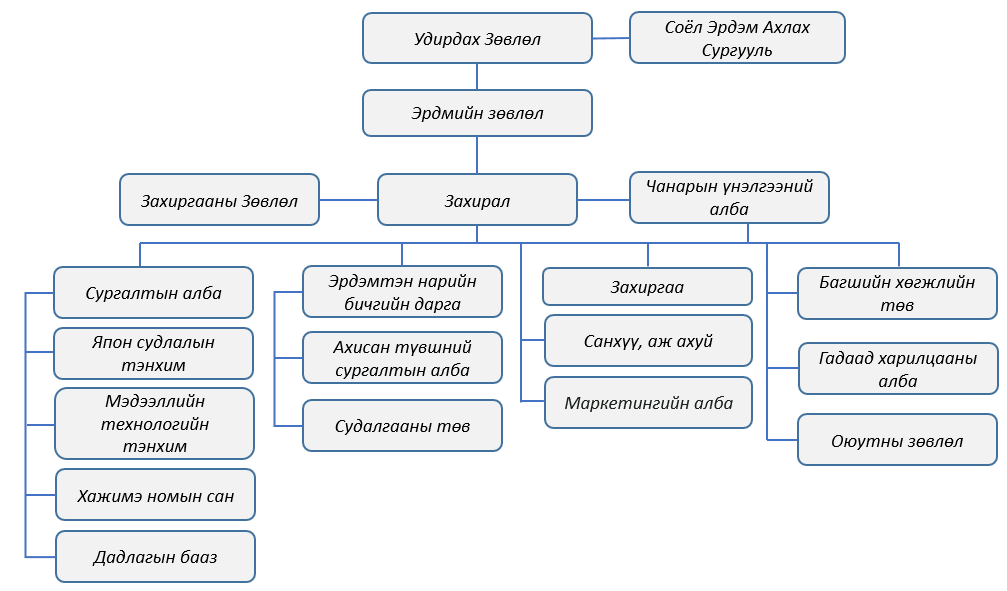 Удирдах Зөвлөл
Соёл Эрдэм Ахлах
Сургууль
Эрдмийн зөвлөл
Захиргааны Зөвлөл
Захирал
Чанарын үнэлгээний
алба
Сургалтын алба
Япон судлалын
тэнхим
Мэдээллийн
технологийн
тэнхим
Хажимэ номын сан
Дадлагын бааз
Эрдэмтэн нарийн
бичгийн дарга
Ахисан түвшний
сургалтын алба
Судалгааны төв
Захиргаа
Санхүү, аж ахуй
Маркетингийн алба
Багшийн хөгжлийн
төв
Гадаад харилцааны
алба
Оюутны зөвлөл